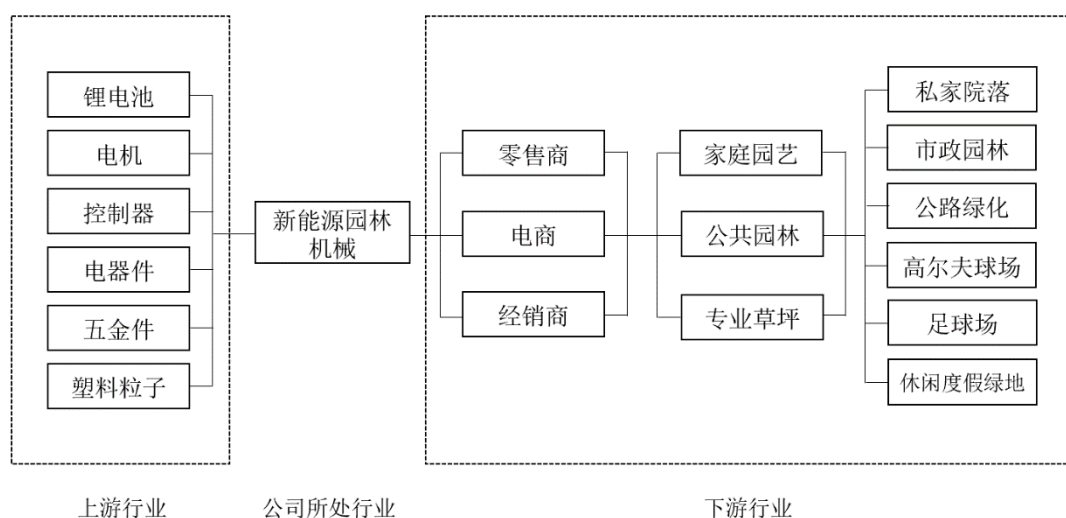 锂电池
电机
控制器
电器件
五金件
塑料粒子
新能源园林
机械
零售商
电商
经销商
家庭园艺
公共园林
专业草坪
私家院落
市政园林
公路绿化
高尔夫球场
足球场
休闲度假绿地
上游行业
公司所处行业
下游行业